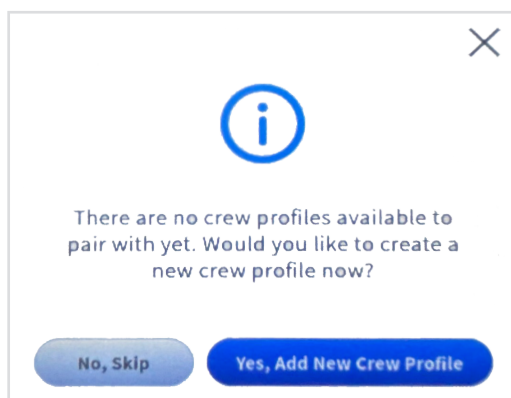 There are no crew profiles available to
pair with yet. Would you like to create a
new crew profile now?
No, Skip
Yes, Add New Crew Profile